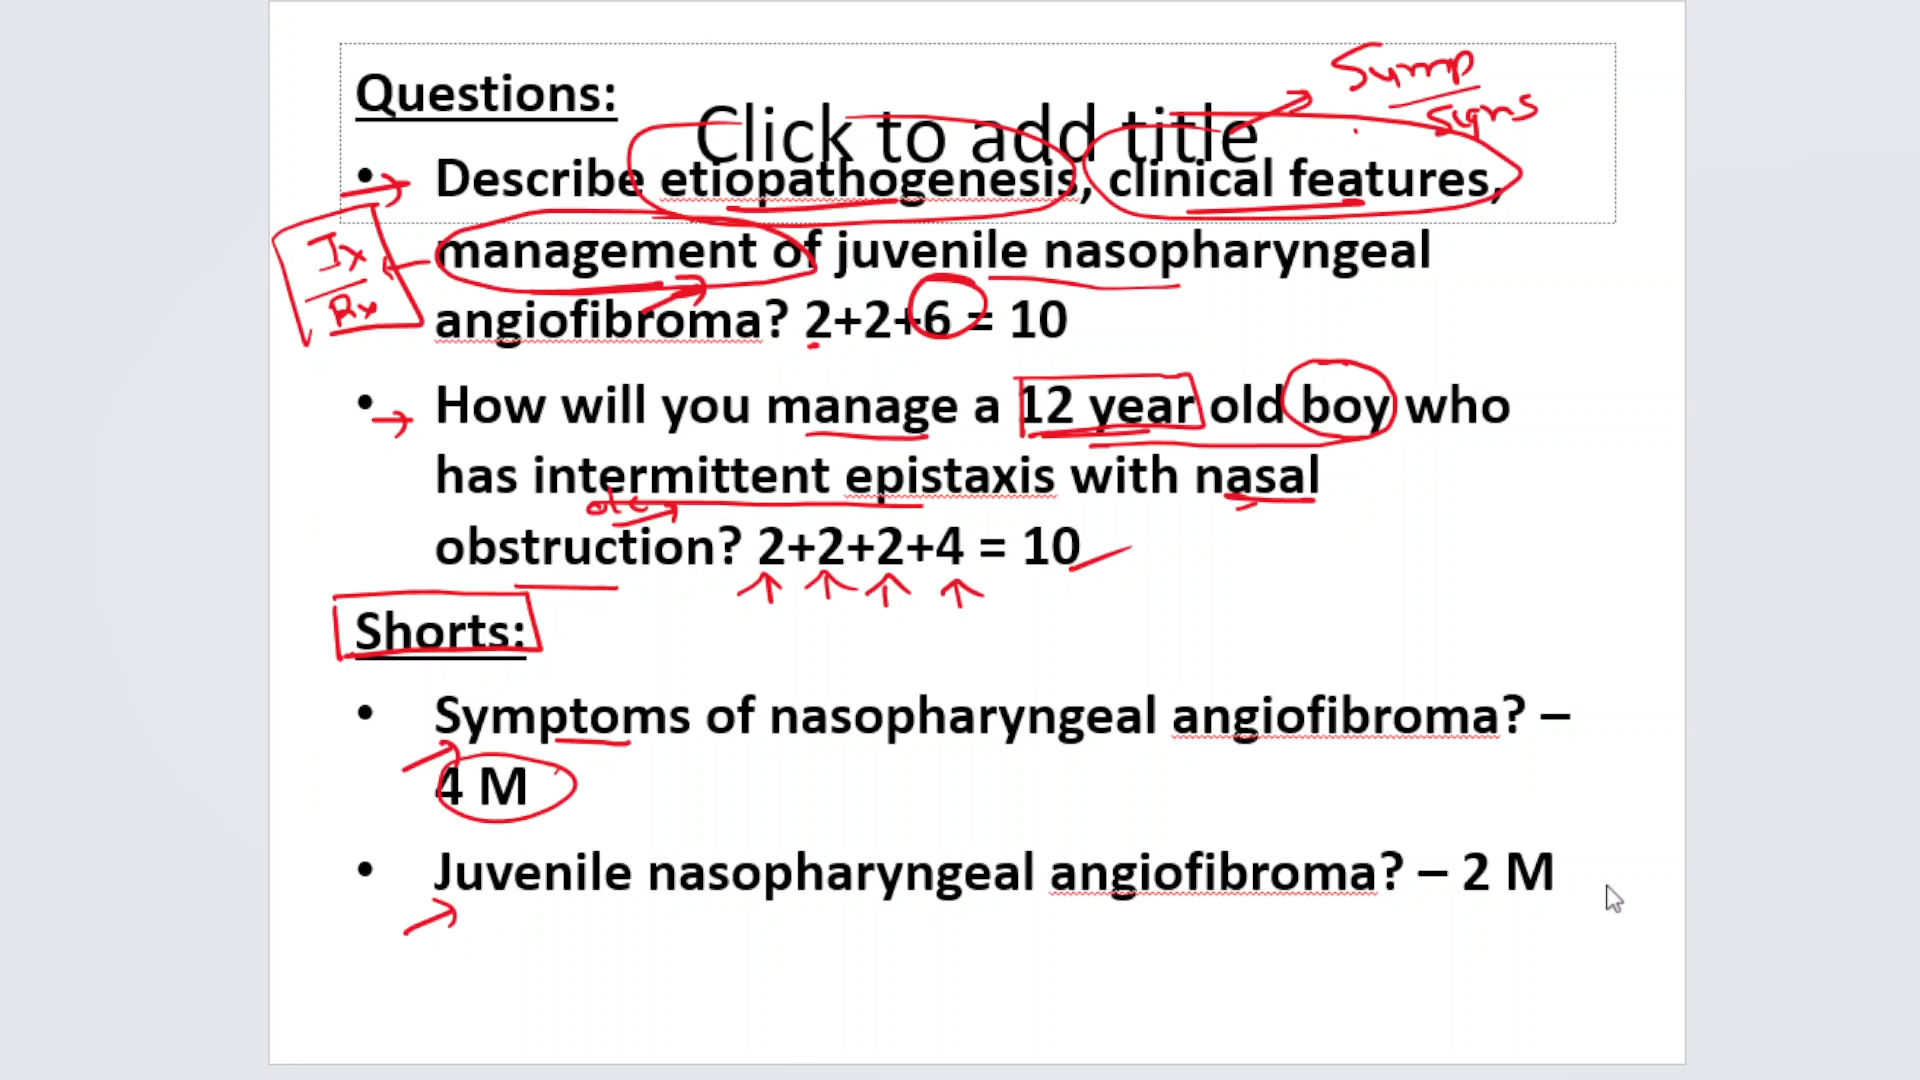 Questions:
Click to add title
Symp
Signs
• Describe etiopathogenesis, clinical features,
management of juvenile nasopharyngeal
Ix
Rx
angiofibroma? 2+2+6 = 10
• How will you manage a 12 year old boy who
has intermittent epistaxis with nasal
obstruction? 2+2+2+4 = 10
Shorts:
• Symptoms of nasopharyngeal angiofibroma? –
4 M
• Juvenile nasopharyngeal angiofibroma? – 2 M